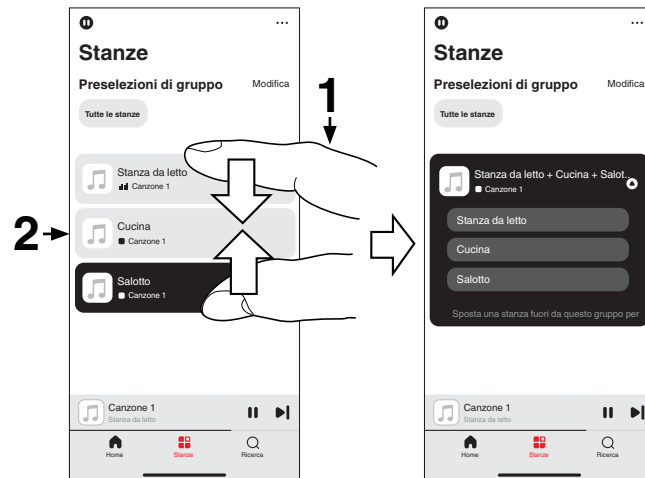 ...
Stanze
Preselezioni di gruppo Modifica
Tutte le stanze
1
Stanza da letto
Canzone 1
2
Cucina
Canzone 1
Salotto
Canzone 1
Canzone 1
Stanza da letto
Home Stanze Ricerca
...
Stanze
Preselezioni di gruppo Modifica
Tutte le stanze
Stanza da letto + Cucina + Salot..
Canzone 1
Stanza da letto
Cucina
Salotto
Sposta una stanza fuori da questo gruppo per
Canzone 1
Stanza da letto
Home Stanze Ricerca